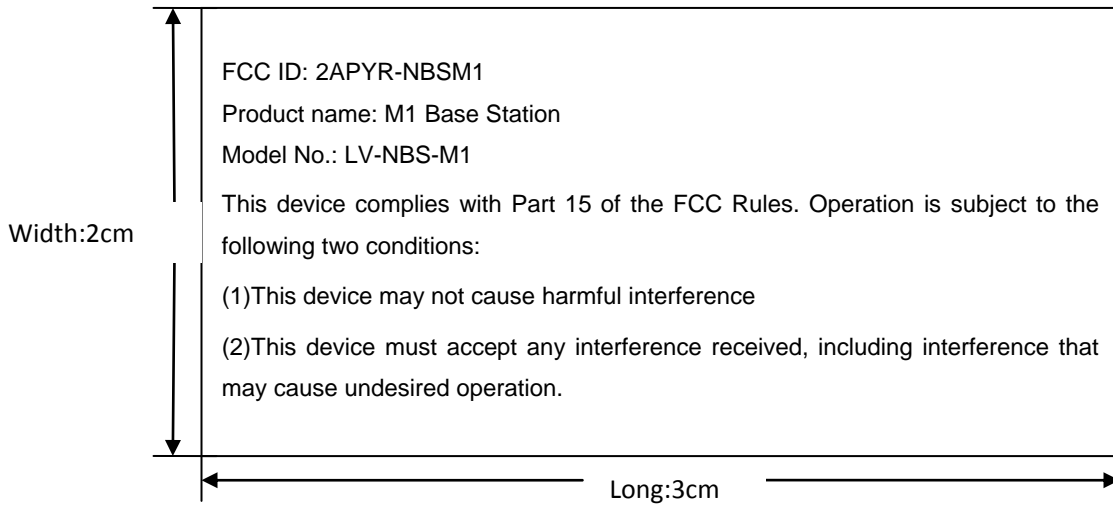 FCC ID: 2APYR-NBSM1
Product name: M1 Base Station
Model No.: LV-NBS-M1
This device complies with Part 15 of the FCC Rules. Operation is subject to the
following two conditions:
(1)This device may not cause harmful interference
(2)This device must accept any interference received, including interference that
may cause undesired operation.
Width:2cm
Long:3cm